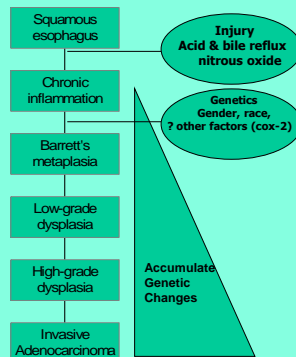 Squamous
esophagus
Injury
Acid & bile reflux
nitrous oxide
Chronic
inflammation
Genetics
Gender, race,
? other factors (cox-2)
Barrett's
metaplasia
Low-grade
dysplasia
High-grade
dysplasia
Accumulate
Genetic
Changes
Invasive
Adenocarcinoma